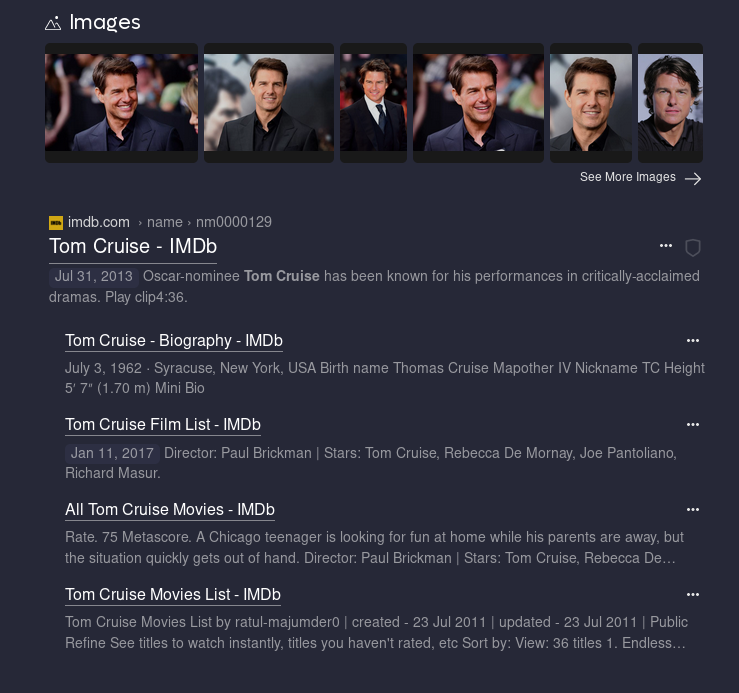 Images
See More Images
imdb.com › name › nm0000129
Tom Cruise - IMDb
Jul 31, 2013 Oscar-nominee Tom Cruise has been known for his performances in critically-acclaimed
dramas. Play clip4:36.
Tom Cruise - Biography - IMDb
July 3, 1962 · Syracuse, New York, USA Birth name Thomas Cruise Mapother IV Nickname TC Height
5′ 7″ (1.70 m) Mini Bio
Tom Cruise Film List - IMDb
Jan 11, 2017 Director: Paul Brickman | Stars: Tom Cruise, Rebecca De Mornay, Joe Pantoliano,
Richard Masur.
All Tom Cruise Movies - IMDb
Rate. 75 Metascore. A Chicago teenager is looking for fun at home while his parents are away, but
the situation quickly gets out of hand. Director: Paul Brickman | Stars: Tom Cruise, Rebecca De…
Tom Cruise Movies List - IMDb
Tom Cruise Movies List by ratul-majumder0 | created - 23 Jul 2011 | updated - 23 Jul 2011 | Public
Refine See titles to watch instantly, titles you haven't rated, etc Sort by: View: 36 titles 1. Endless…